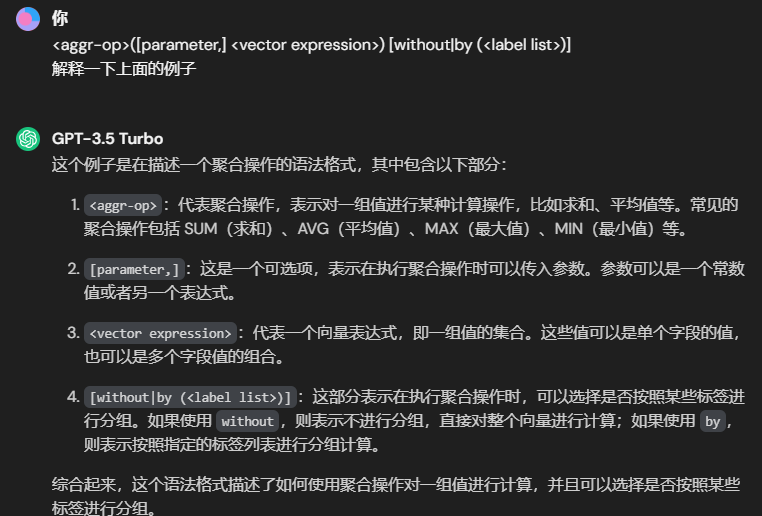 你
<aggr-op>([parameter,] <vector expression>) [without|by (<label list>)]
解释一下上面的例子
GPT-3.5 Turbo
这个例子是在描述一个聚合操作的语法格式，其中包含以下部分：
1. <aggr-op>：代表聚合操作，表示对一组值进行某种计算操作，比如求和、平均值等。常见的
聚合操作包括 SUM（求和）、AVG（平均值）、MAX（最大值）、MIN（最小值）等。
2. [parameter,]：这是一个可选项，表示在执行聚合操作时可以传入参数。参数可以是一个常数
值或者另一个表达式。
3. <vector expression>：代表一个向量表达式，即一组值的集合。这些值可以是单个字段的值，
也可以是多个字段值的组合。
4. [without|by (<label list>)]：这部分表示在执行聚合操作时，可以选择是否按照某些标签进
行分组。如果使用 without，则表示不进行分组，直接对整个向量进行计算；如果使用 by，
则表示按照指定的标签列表进行分组计算。
综合起来，这个语法格式描述了如何使用聚合操作对一组值进行计算，并且可以选择是否按照某些
标签进行分组。